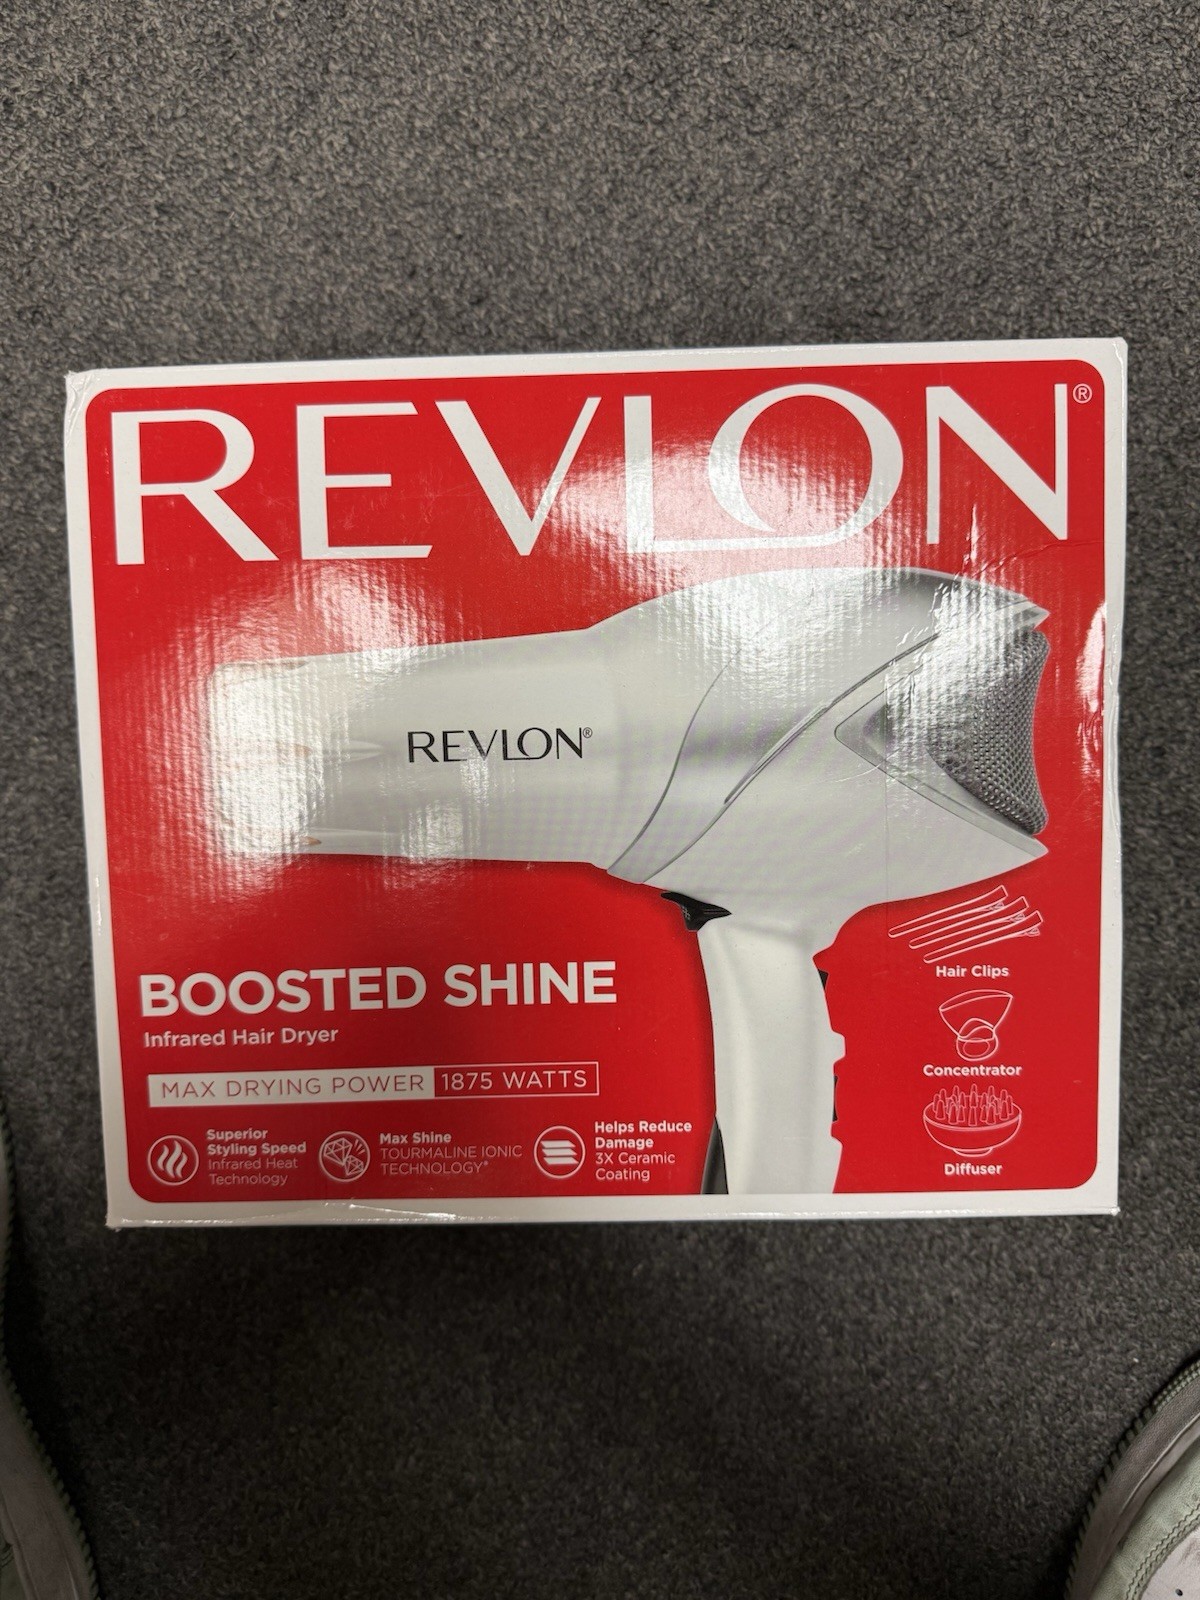 REVLON®
REVLON®
BOOSTED SHINE
Infrared Hair Dryer
MAX DRYING POWER 1875 WATTS
Superior
Styling Speed
Infrared Heat
Technology
Max Shine
TOURMALINE IONIC
TECHNOLOGY*
Helps Reduce
Damage
3X Ceramic
Coating
Hair Clips
Concentrator
Diffuser